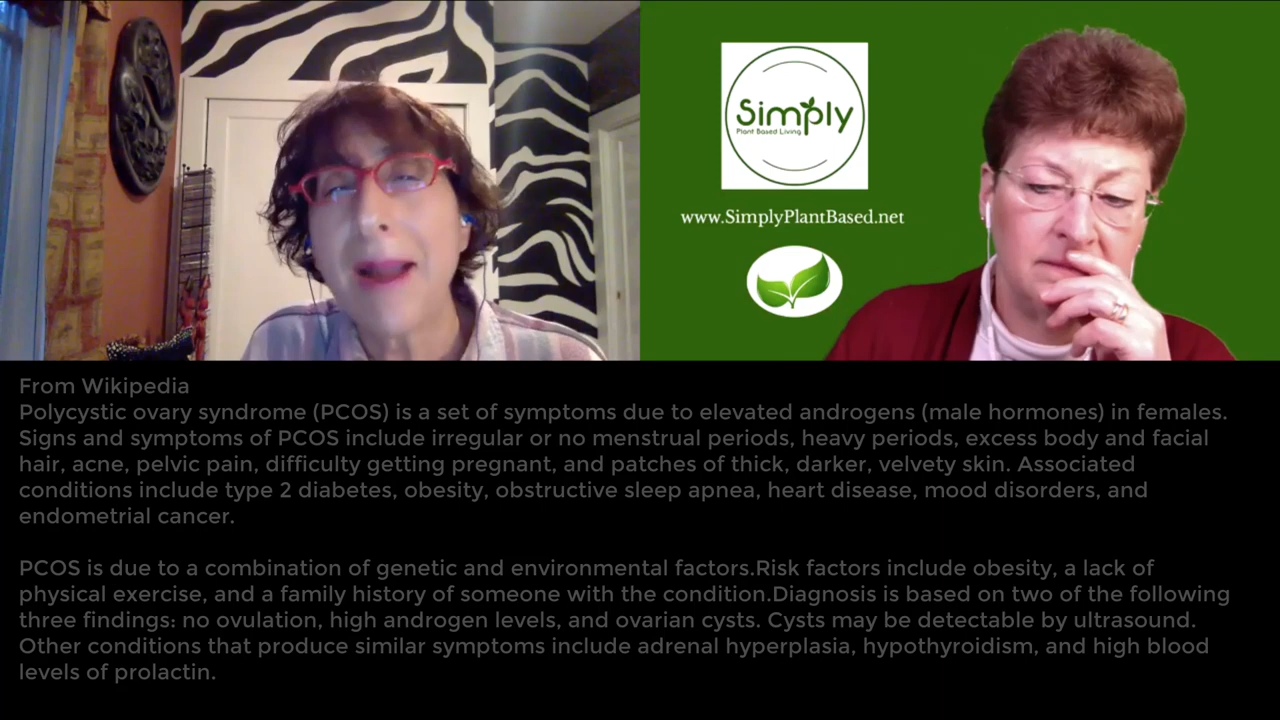 Simply
Plant Based Living
www.SimplyPlantBased.net
From Wikipedia
Polycystic ovary syndrome (PCOS) is a set of symptoms due to elevated androgens (male hormones) in females.
Signs and symptoms of PCOS include irregular or no menstrual periods, heavy periods, excess body and facial
hair, acne, pelvic pain, difficulty getting pregnant, and patches of thick, darker, velvety skin. Associated
conditions include type 2 diabetes, obesity, obstructive sleep apnea, heart disease, mood disorders, and
endometrial cancer.
PCOS is due to a combination of genetic and environmental factors.Risk factors include obesity, a lack of
physical exercise, and a family history of someone with the condition.Diagnosis is based on two of the following
three findings: no ovulation, high androgen levels, and ovarian cysts. Cysts may be detectable by ultrasound.
Other conditions that produce similar symptoms include adrenal hyperplasia, hypothyroidism, and high blood
levels of prolactin.